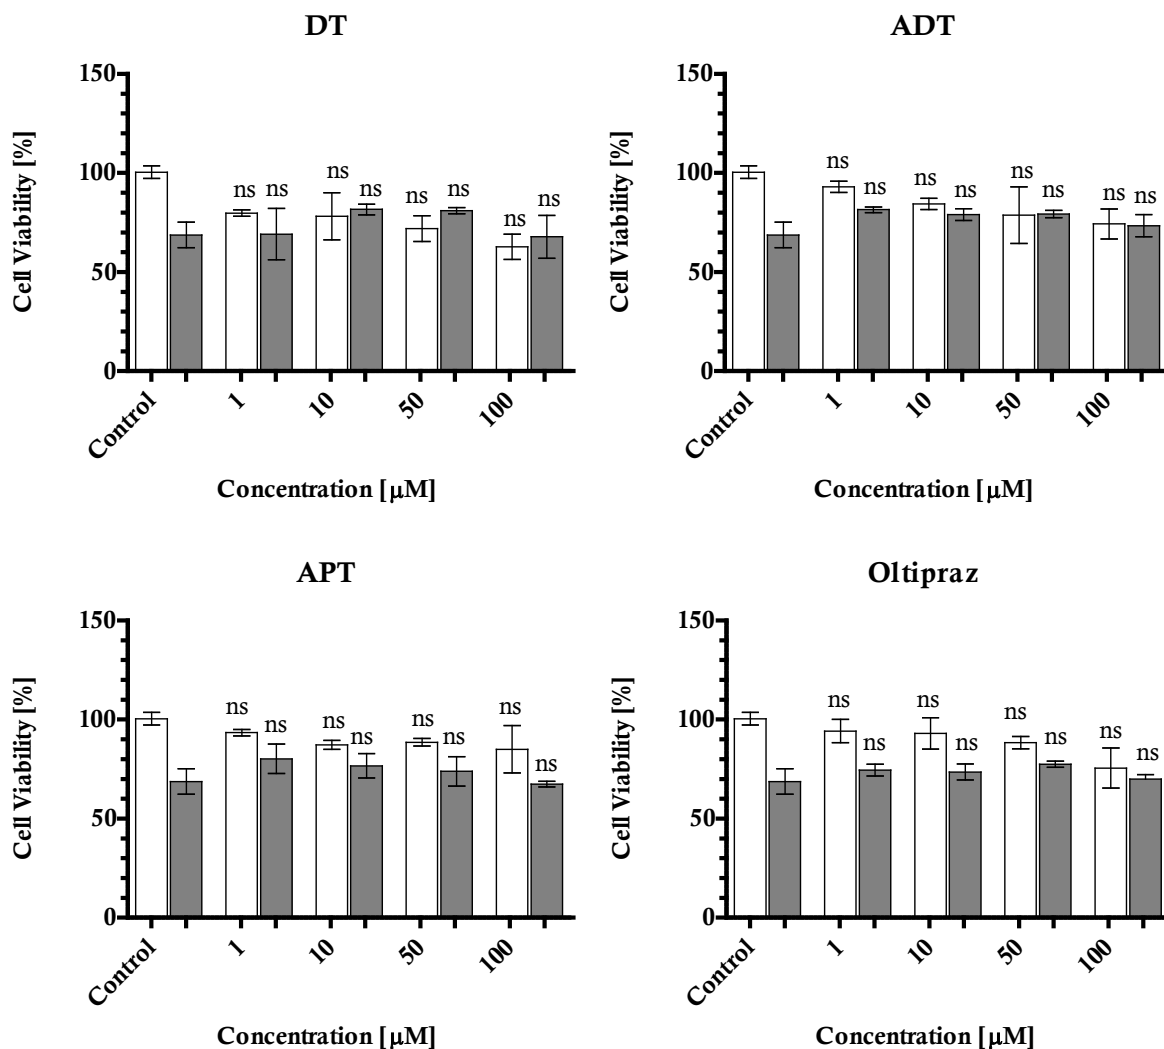 DT
Cell Viability [%]
150
100
50
0
ns ns ns ns ns ns ns ns
Control 1 10 50 100
Concentration [μM]
ADT
Cell Viability [%]
150
100
50
0
ns ns ns ns ns ns ns ns
Control 1 10 50 100
Concentration [μM]
APT
Cell Viability [%]
150
100
50
0
ns ns ns ns ns ns ns ns
Control 1 10 50 100
Concentration [μM]
Oltipraz
Cell Viability [%]
150
100
50
0
ns ns ns ns ns ns ns ns
Control 1 10 50 100
Concentration [μM]